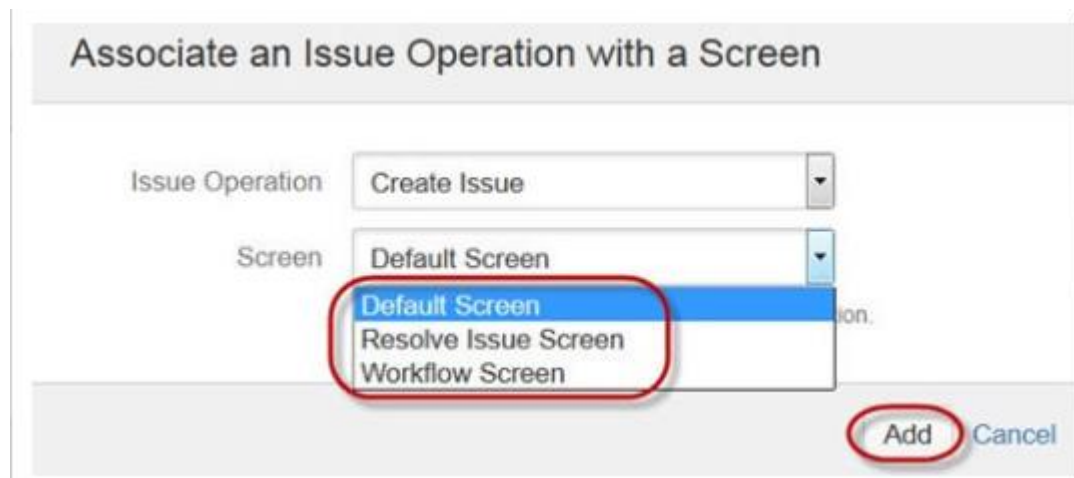 Associate an Issue Operation with a Screen
Issue Operation Create Issue
Screen Default Screen
Default Screen
ion.
Resolve Issue Screen
Workflow Screen
Add Cancel